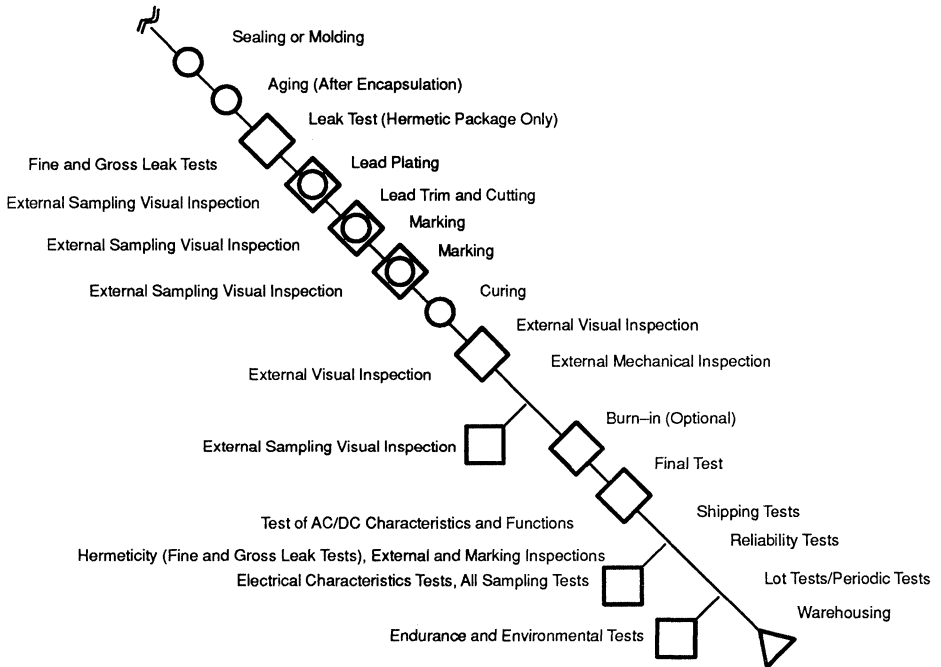 Sealing or Molding
Aging (After Encapsulation)
Leak Test (Hermetic Package Only)
Fine and Gross Leak Tests
Lead Plating
External Sampling Visual Inspection
Lead Trim and Cutting
Marking
External Sampling Visual Inspection
Marking
External Sampling Visual Inspection
Curing
External Visual Inspection
External Mechanical Inspection
External Visual Inspection
Burn–in (Optional)
External Sampling Visual Inspection
Final Test
Shipping Tests
Test of AC/DC Characteristics and Functions
Reliability Tests
Hermeticity (Fine and Gross Leak Tests), External and Marking Inspections
Electrical Characteristics Tests, All Sampling Tests
Lot Tests/Periodic Tests
Warehousing
Endurance and Environmental Tests